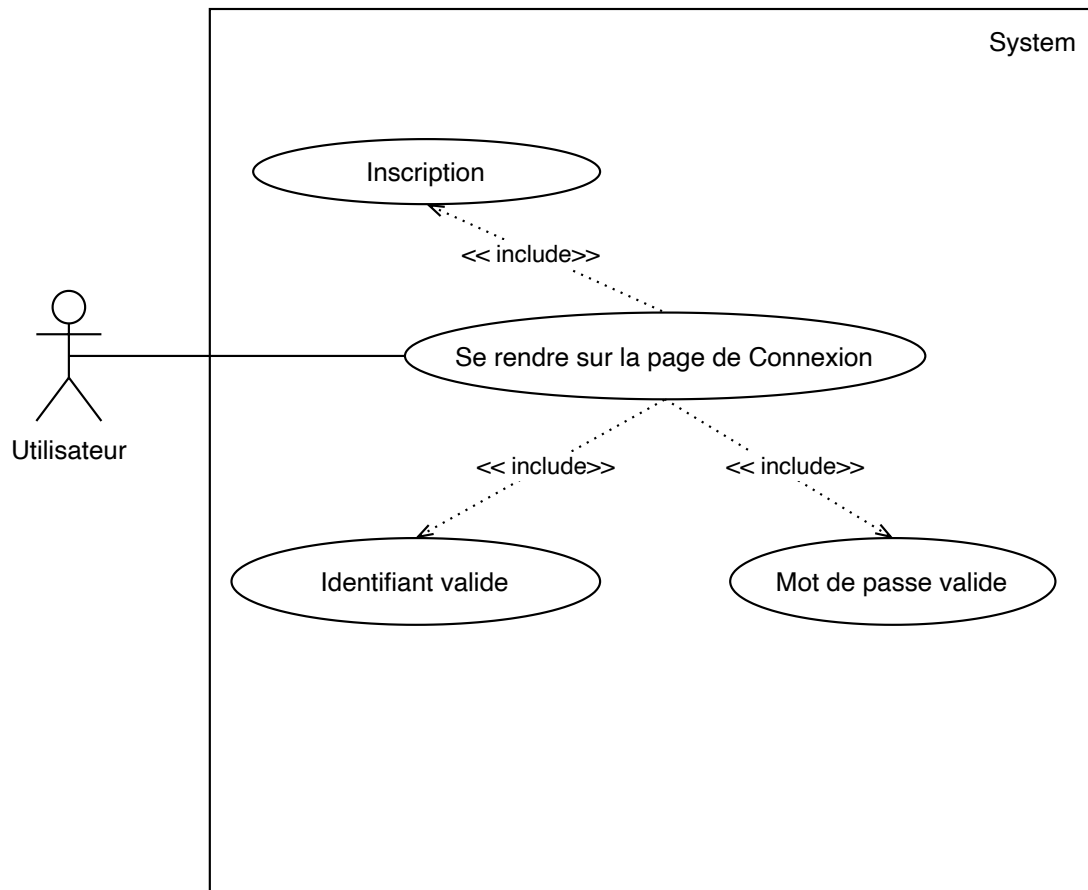 System
Inscription
<< include>>
Se rendre sur la page de Connexion
Utilisateur
<< include>>
<< include>>
Identifiant valide
Mot de passe valide